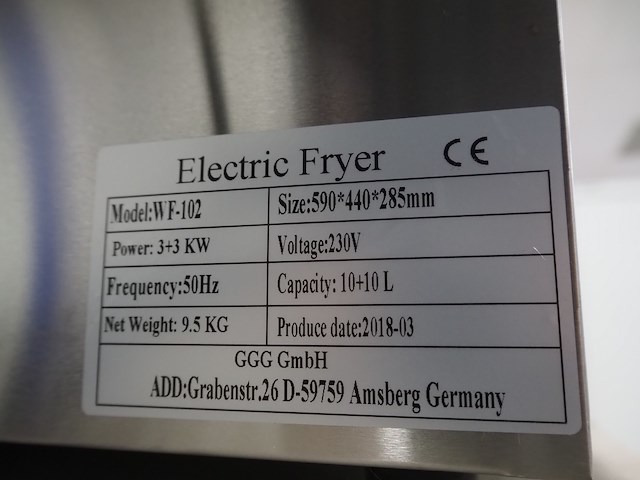 Electric Fryer CE
Model:WF-102 Size:590*440*285mm
Power: 3+3 KW Voltage:230V
Frequency:50Hz Capacity: 10+10 L
Net Weight: 9.5 KG Produce date:2018-03
GGG GmbH
ADD:Grabenstr.26 D-59759 Amsberg Germany